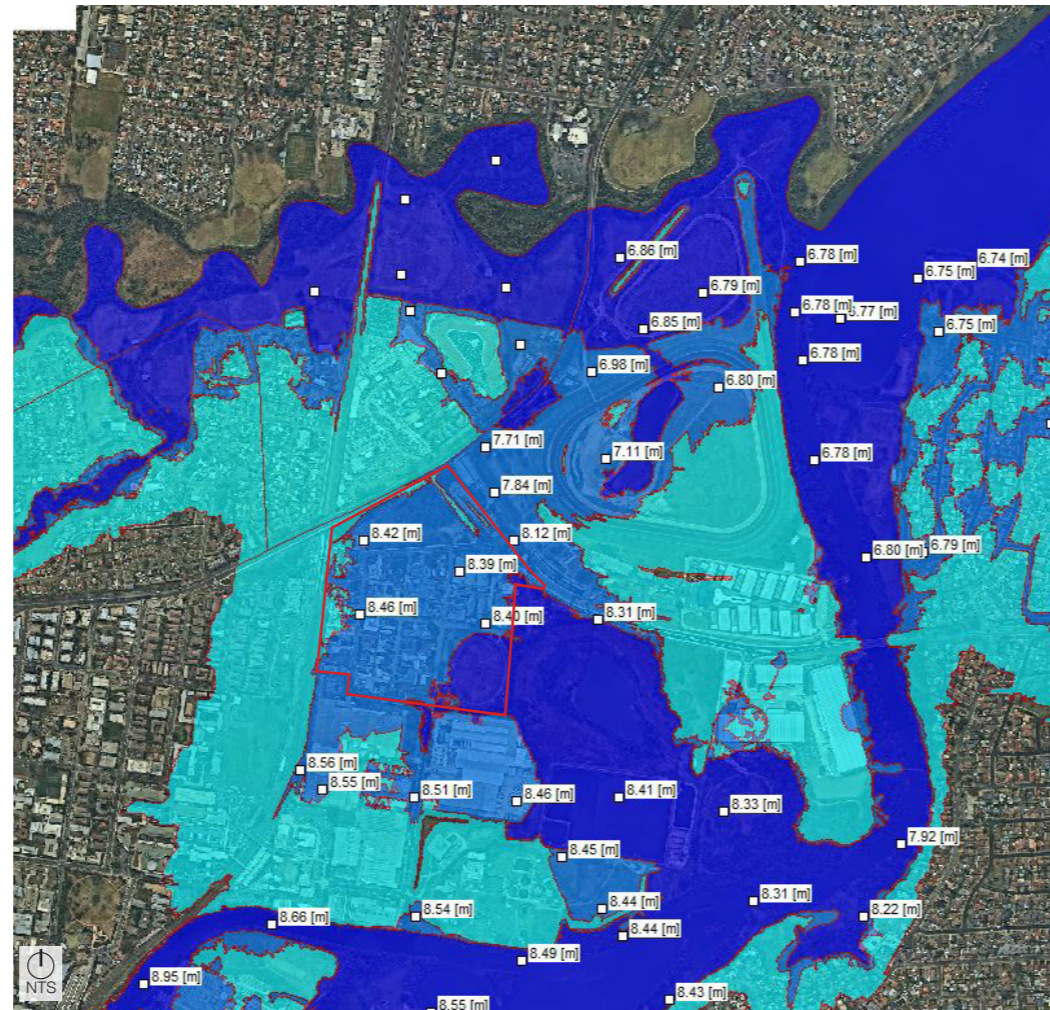 6.86 [m]
6.78 [m]
6.74 [m]
6.75 [m]
6.79 [m]
6.78 [m]
6.77 [m]
6.85 [m]
6.75 [m]
6.98 [m]
6.78 [m]
6.80 [m]
7.71 [m]
7.11 [m]
6.78 [m]
7.84 [m]
8.42 [m]
8.12 [m]
6.80 [m]
6.79 [m]
8.39 [m]
8.46 [m]
8.40 [m]
8.31 [m]
8.56 [m]
8.55 [m]
8.51 [m]
8.46 [m]
8.41 [m]
8.33 [m]
7.92 [m]
8.45 [m]
8.31 [m]
8.54 [m]
8.44 [m]
8.22 [m]
8.66 [m]
8.44 [m]
8.49 [m]
8.95 [m]
NTS
8.43 [m]
8.55 [m]